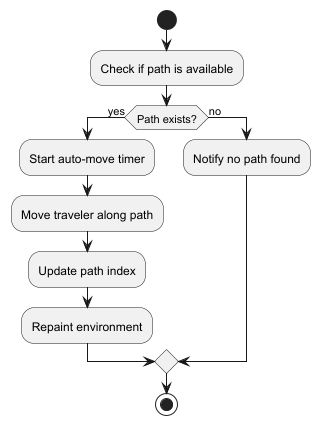 Check if path is available
yes
Path exists?
no
Start auto-move timer
Notify no path found
Move traveler along path
Update path index
Repaint environment